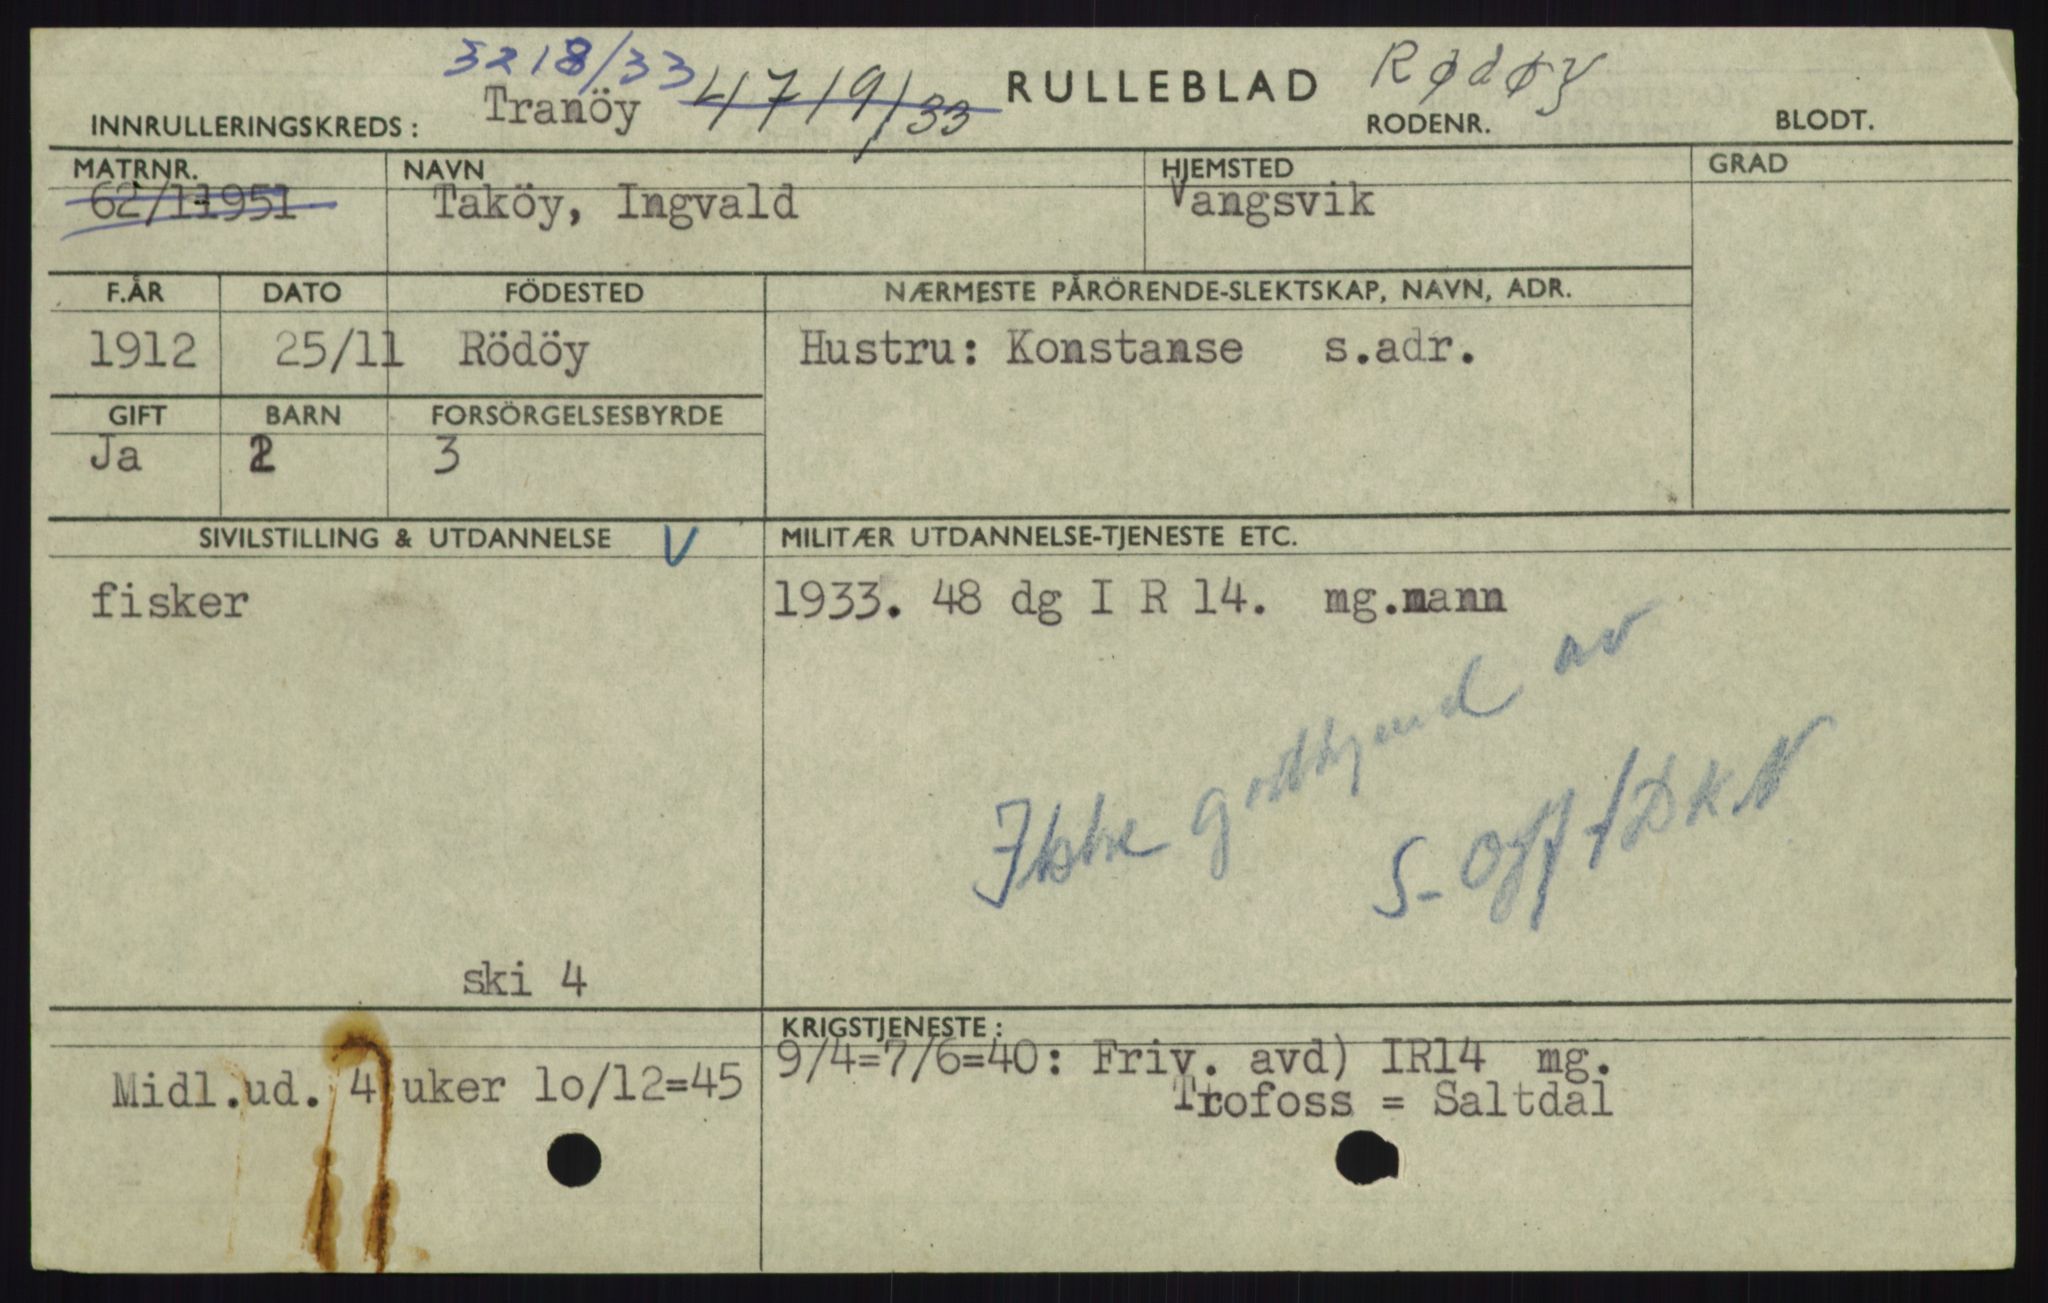 3218/33
INNRULLERINGSKREDS: Tranöy 4719/33 RULLEBLAD Rødøy
RODENR. BLODT.
MATRNR. NAVN HJEMSTED GRAD
62/11951 Taköy, Ingvald Vangsvik
F.ÅR DATO FÖDESTED NÆRMESTE PÅRÖRENDE-SLEKTSKAP, NAVN, ADR.
1912 25/11 Rödöy Hustru: Konstanse s.adr.
GIFT BARN FORSÖRGELSESBYRDE
Ja 2 3
SIVILSTILLING & UTDANNELSE V MILITÆR UTDANNELSE-TJENESTE ETC.
fisker 1933. 48 dg I R 14. mg.mann
Ikke godkjend av
S-Off/DKN
ski 4
KRIGSTJENESTE:
9/4=7/6=40: Friv. avd) IR14 mg.
Midl.ud. 4 uker lo/12=45 Trofoss = Saltdal